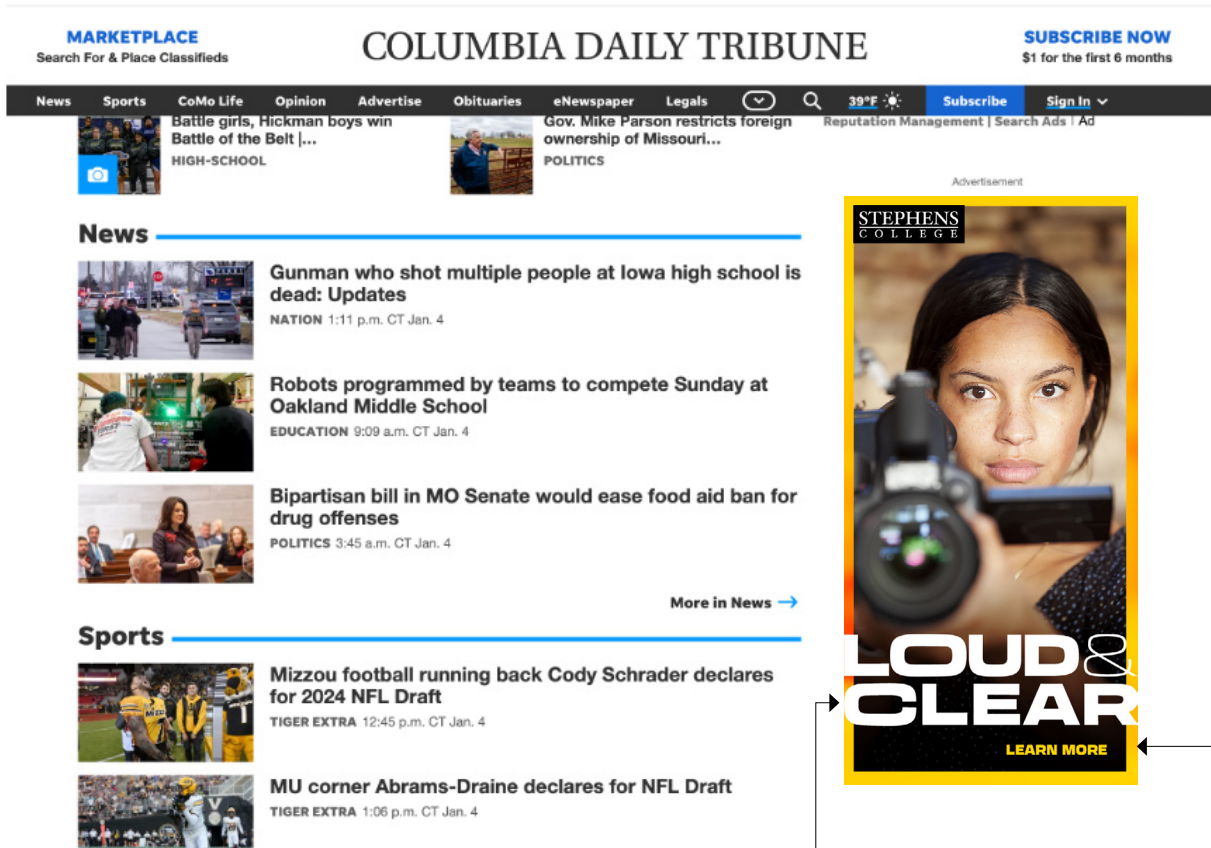 MARKETPLACE
Search For & Place Classifieds
COLUMBIA DAILY TRIBUNE
SUBSCRIBE NOW
$1 for the first 6 months
News Sports CoMo Life Opinion Advertise Obituaries eNewspaper Legals 39°F Subscribe Sign In
Battle girls, Hickman boys win
Battle of the Belt |...
HIGH-SCHOOL
Gov. Mike Parson restricts foreign
ownership of Missouri...
POLITICS
Reputation Management | Search Ads | Ad
Advertisement
News
Gunman who shot multiple people at Iowa high school is
dead: Updates
NATION 1:11 p.m. CT Jan. 4
Robots programmed by teams to compete Sunday at
Oakland Middle School
EDUCATION 9:09 a.m. CT Jan. 4
Bipartisan bill in MO Senate would ease food aid ban for
drug offenses
POLITICS 3:45 a.m. CT Jan. 4
More in News
Sports
Mizzou football running back Cody Schrader declares
for 2024 NFL Draft
TIGER EXTRA 12:45 p.m. CT Jan. 4
MU corner Abrams-Draine declares for NFL Draft
TIGER EXTRA 1:06 p.m. CT Jan. 4
STEPHENS
COLLEGE
LOUD &
CLEAR
LEARN MORE